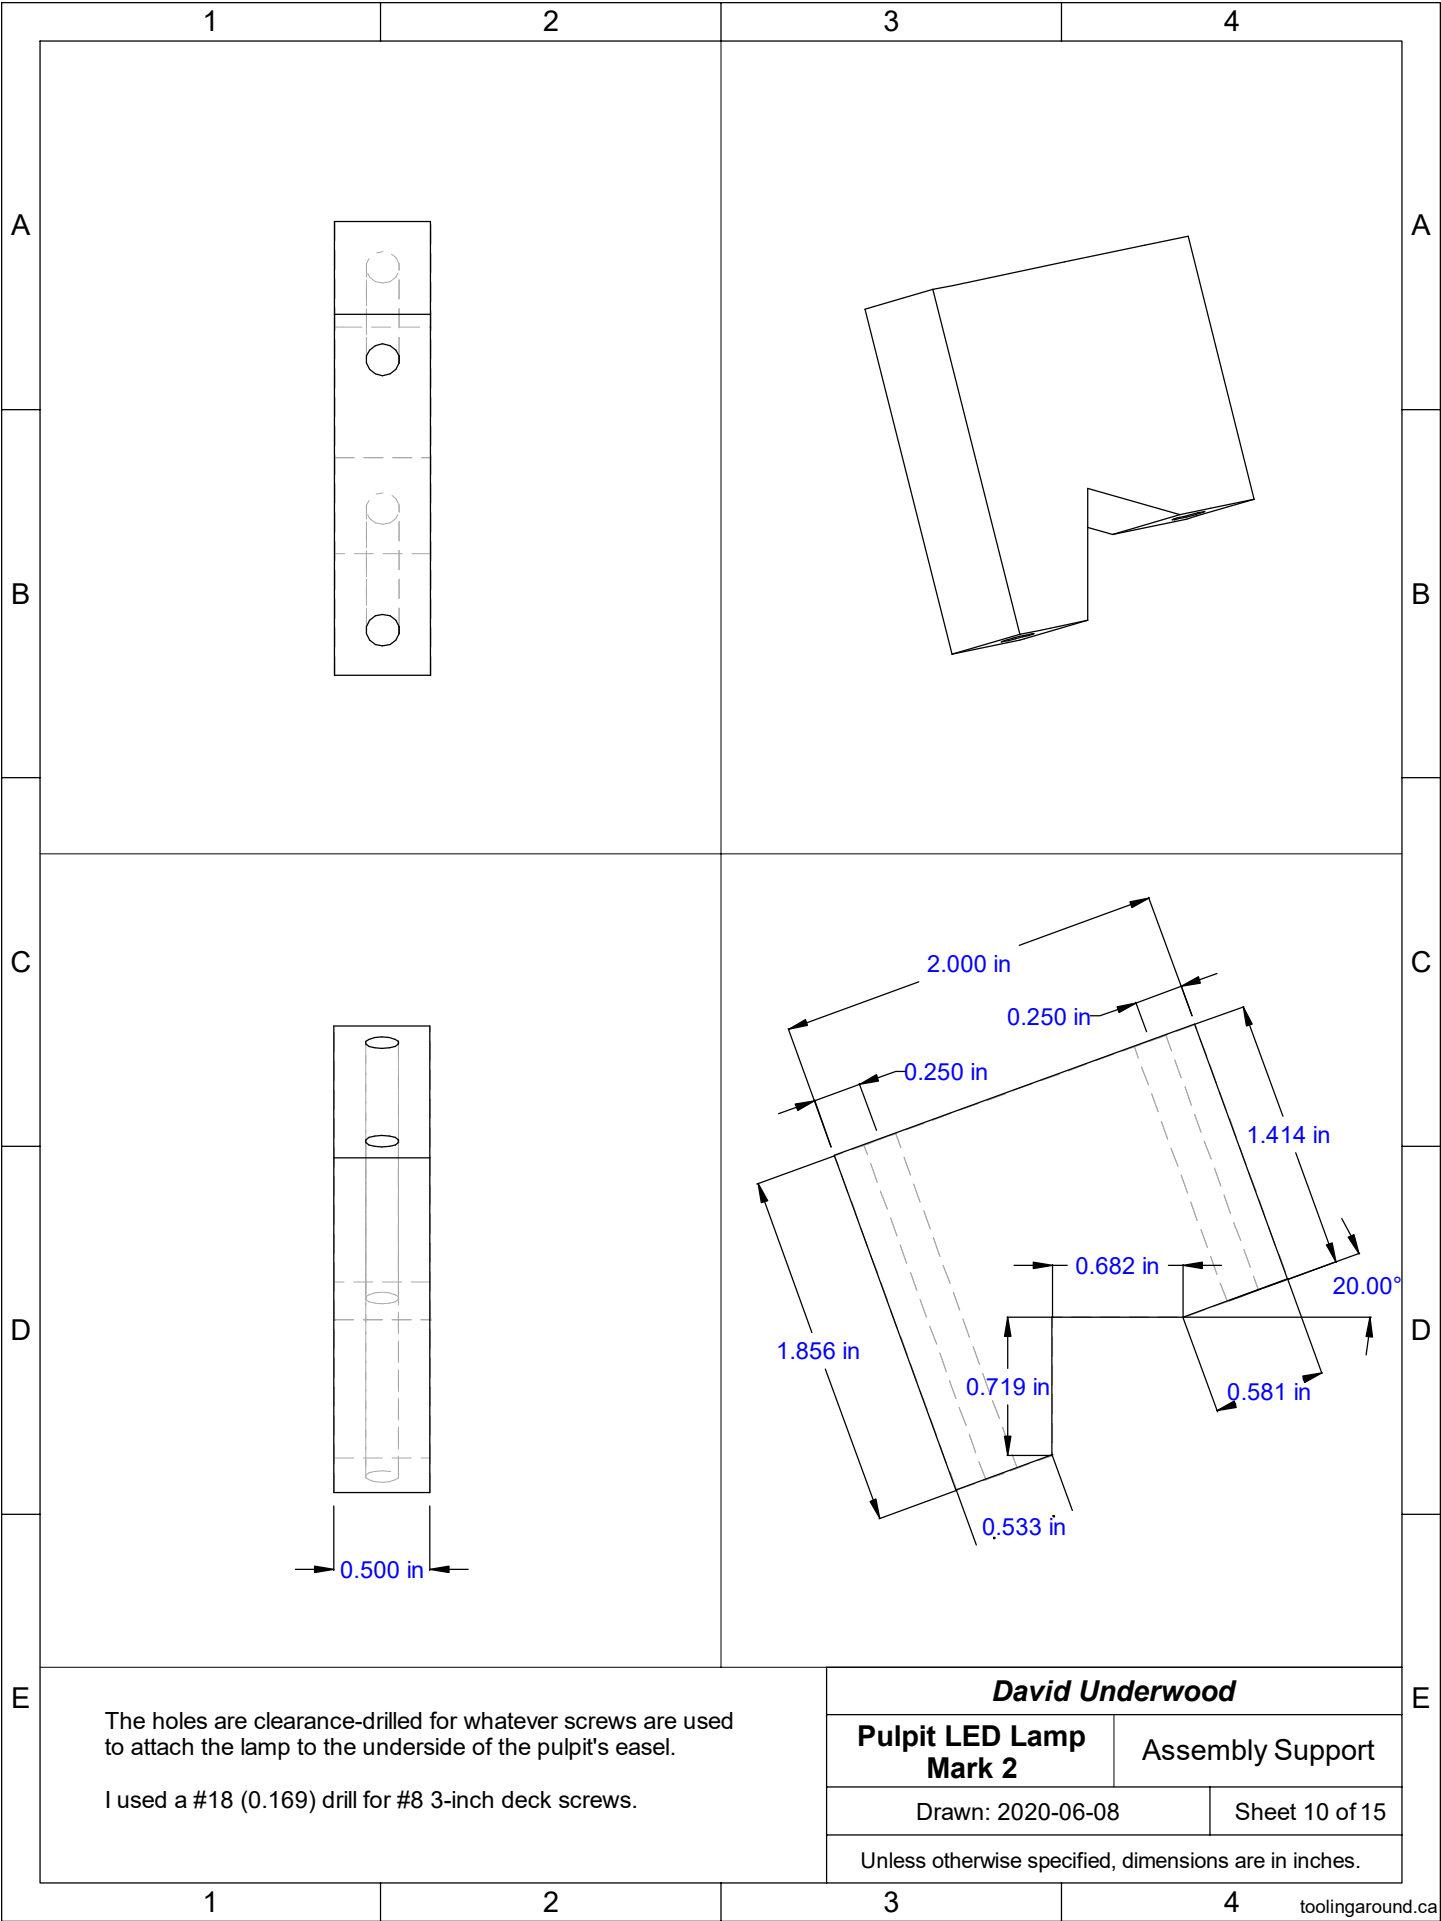 1
2
3
4
A
A
B
B
C
C
2.000 in
0.250 in
0.250 in
1.414 in
0.682 in
20.00°
D
D
1.856 in
0.719 in
0.581 in
0.533 in
0.500 in
E
E
The holes are clearance-drilled for whatever screws are used
to attach the lamp to the underside of the pulpit's easel.
I used a #18 (0.169) drill for #8 3-inch deck screws.
David Underwood
Pulpit LED Lamp
Mark 2
Assembly Support
Drawn: 2020-06-08
Sheet 10 of 15
Unless otherwise specified, dimensions are in inches.
1
2
3
4
toolingaround.ca